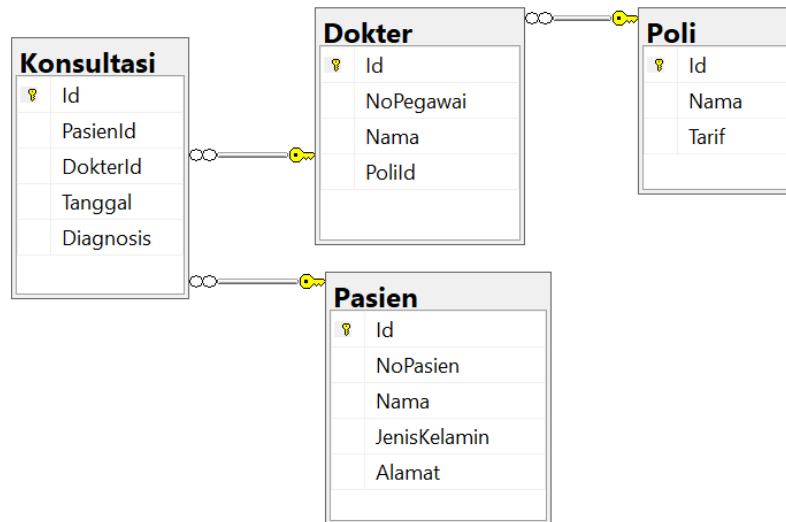 Konsultasi
Id
PasienId
DokterId
Tanggal
Diagnosis
Dokter
Id
NoPegawai
Nama
PoliId
Poli
Id
Nama
Tarif
Pasien
Id
NoPasien
Nama
JenisKelamin
Alamat